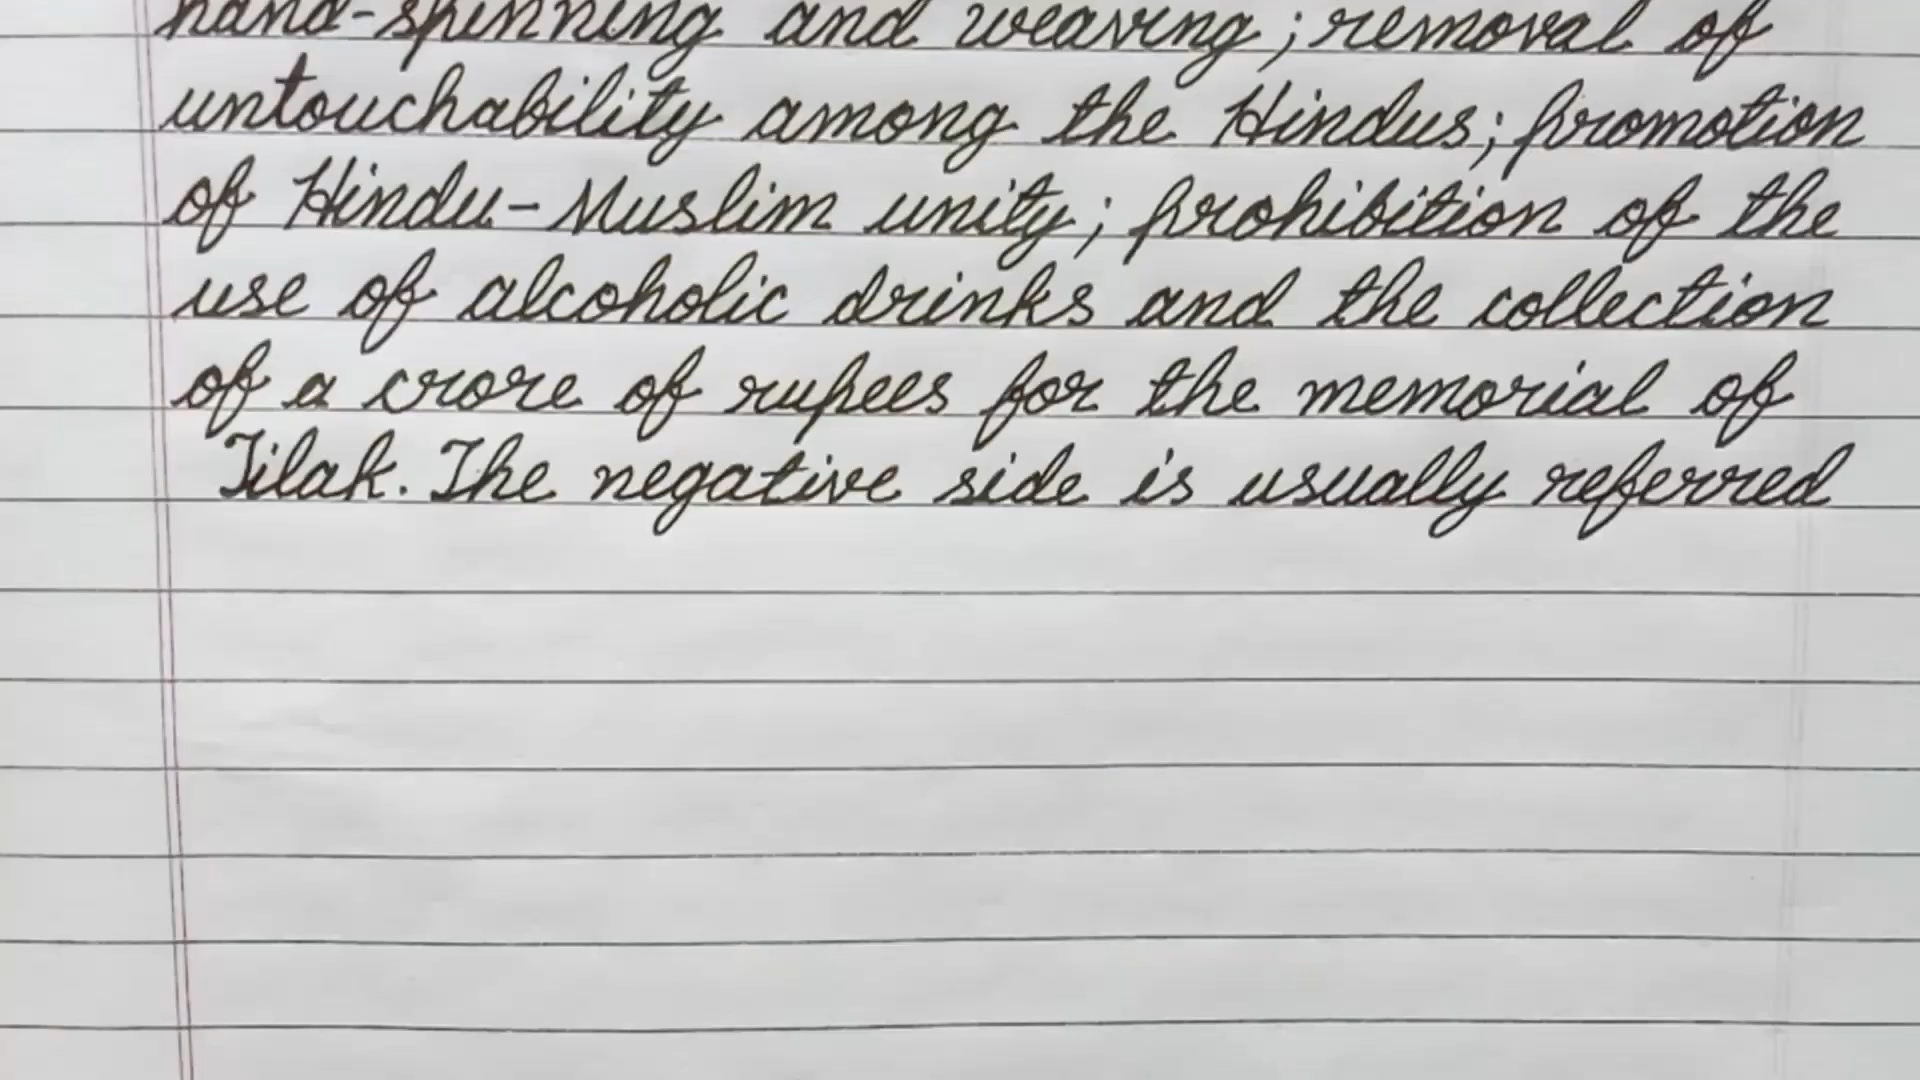 hand-spinning and weaving; removal of
untouchability among the Hindus; promotion
of Hindu-Muslim unity; prohibition of the
use of alcoholic drinks and the collection
of a crore of rupees for the memorial of
Tilak. The negative side is usually referred